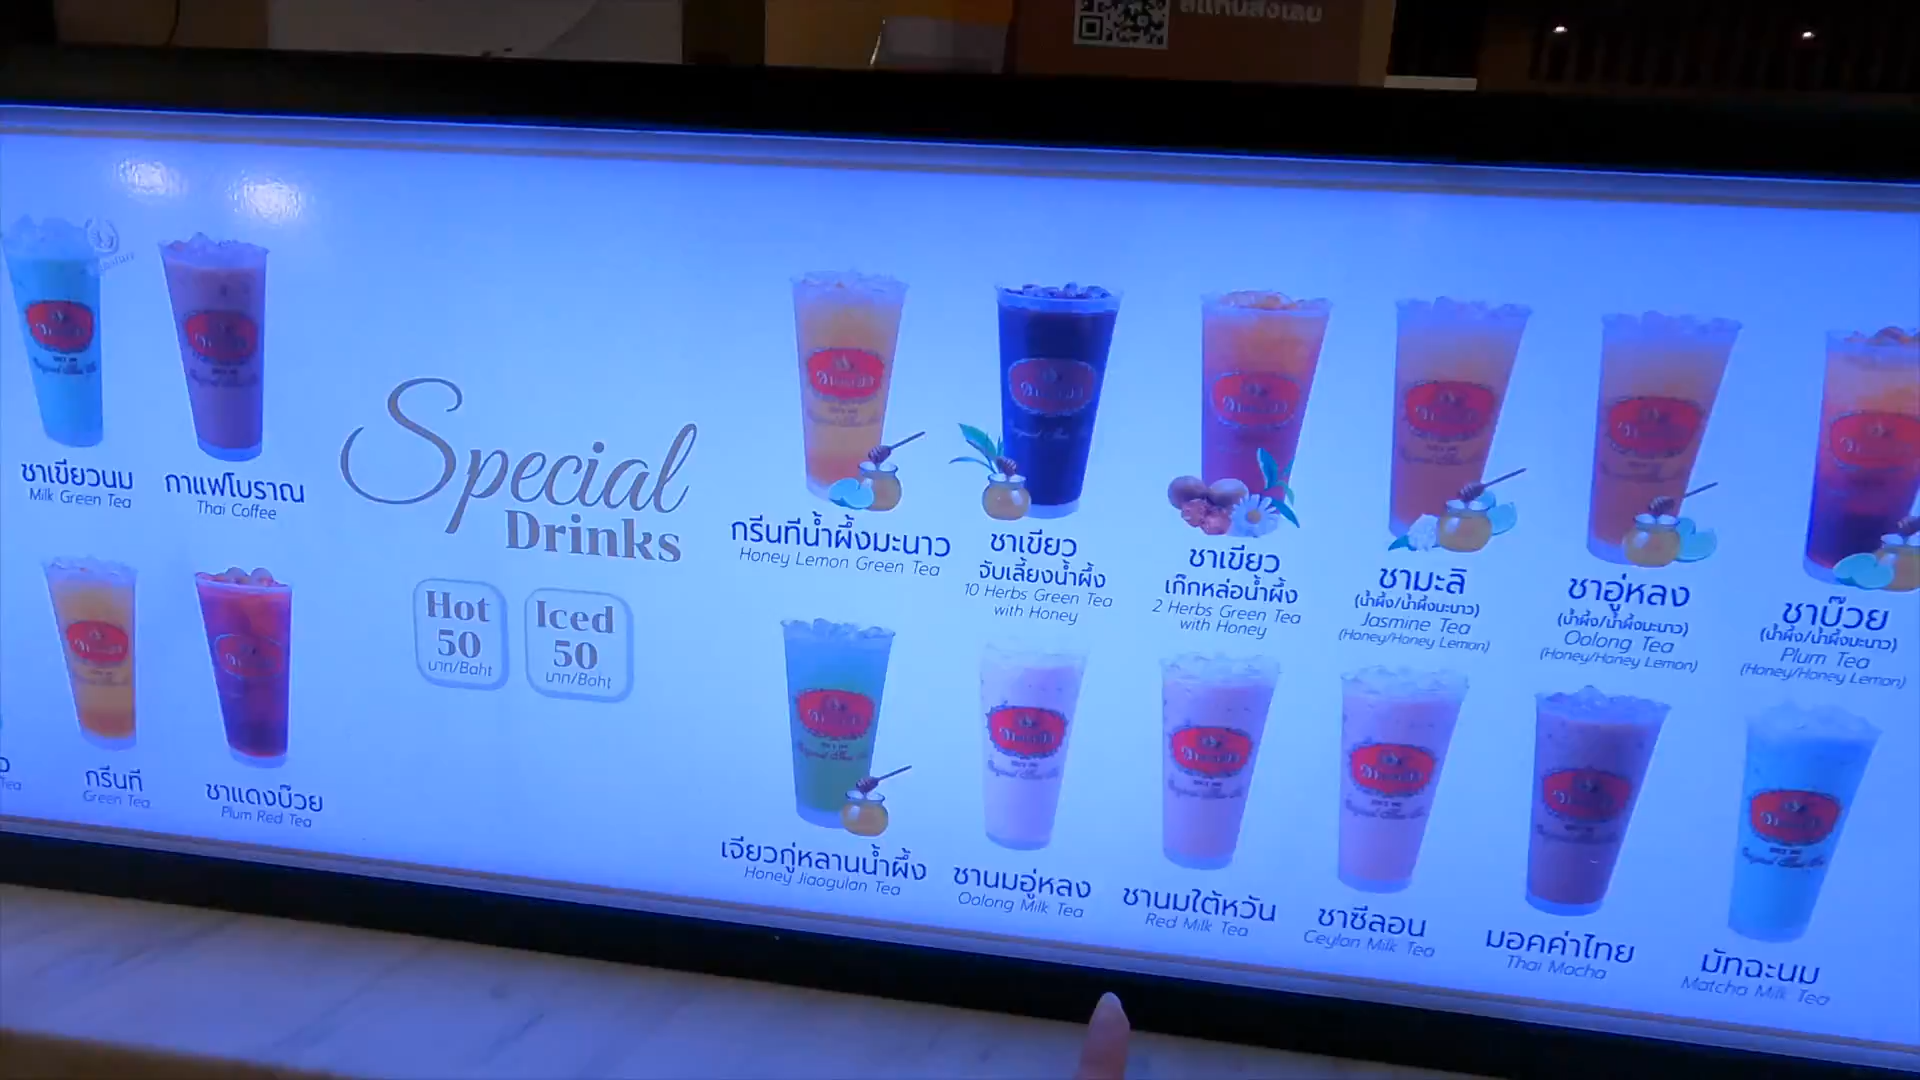 สแกนสั่งเลย
ชาเขียวนม
Milk Green Tea
กาแฟโบราณ
Thai Coffee
กรีนที
Green Tea
ชาแดงบ๊วย
Plum Red Tea
Tea
Special
Drinks
Hot
50
บาท/Baht
Iced
50
บาท/Baht
กรีนทีน้ำผึ้งมะนาว
Honey Lemon Green Tea
ชาเขียว
จับเลี้ยงน้ำผึ้ง
10 Herbs Green Tea
with Honey
ชาเขียว
เก๊กหล่อน้ำผึ้ง
2 Herbs Green Tea
with Honey
ชามะลิ
(น้ำผึ้ง/น้ำผึ้งมะนาว)
Jasmine Tea
(Honey/Honey Lemon)
ชาอู่หลง
(น้ำผึ้ง/น้ำผึ้งมะนาว)
Oolong Tea
(Honey/Honey Lemon)
ชาบ๊วย
(น้ำผึ้ง/น้ำผึ้งมะนาว)
Plum Tea
(Honey/Honey Lemon)
เจียวกู่หลานน้ำผึ้ง
Honey Jiaogulan Tea
ชานมอู่หลง
Oolong Milk Tea
ชานมใต้หวัน
Red Milk Tea
ชาซีลอน
Ceylon Milk Tea
มอคค่าไทย
Thai Mocha
มัทฉะนม
Matcha Milk Tea